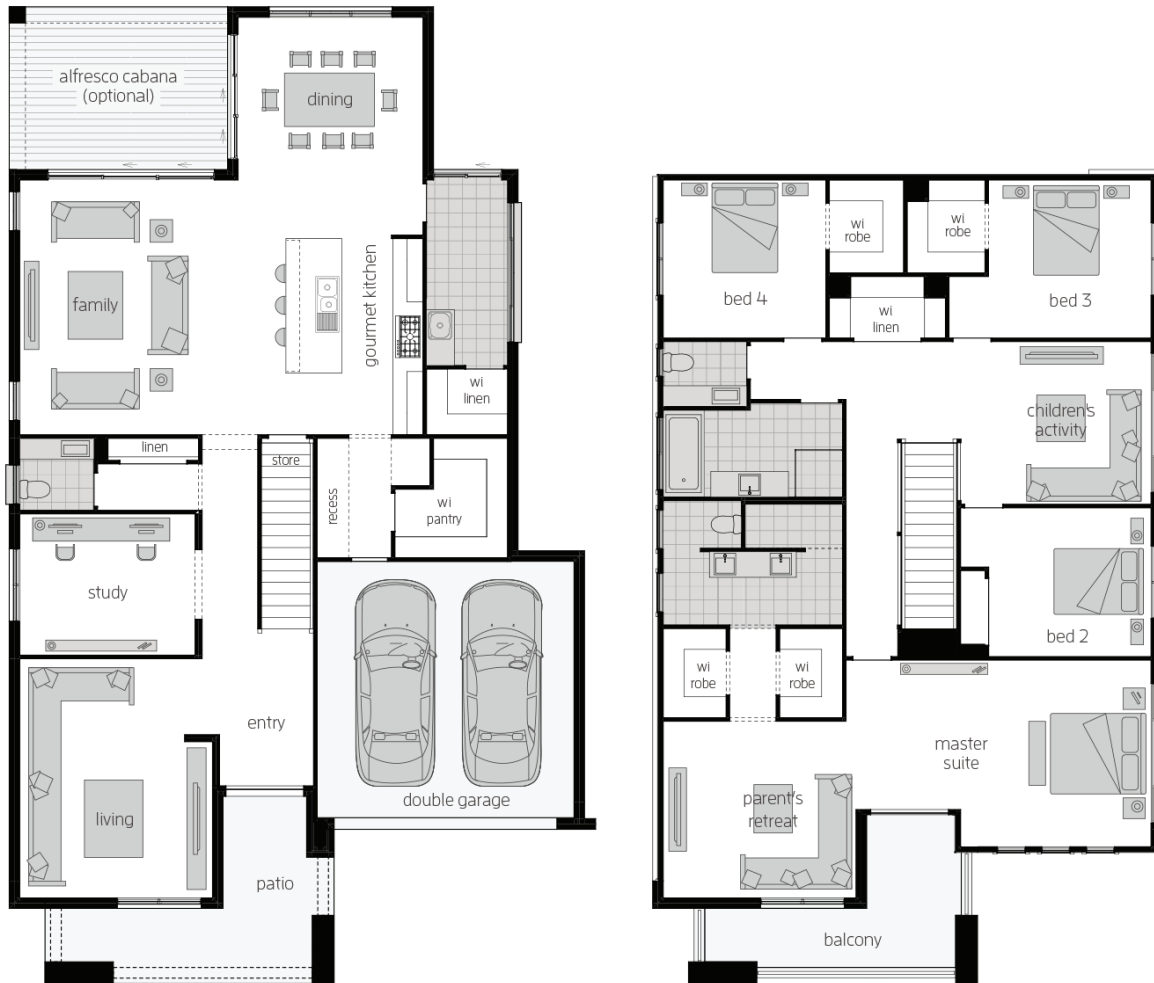 alfresco cabana
(optional)
dining
family
gourmet kitchen
wi
linen
linen
store
recess
wi
pantry
study
entry
living
double garage
patio
bed 4
wi
robe
wi
robe
bed 3
wi
linen
children's
activity
bed 2
wi
robe
wi
robe
master
suite
parent's
retreat
balcony